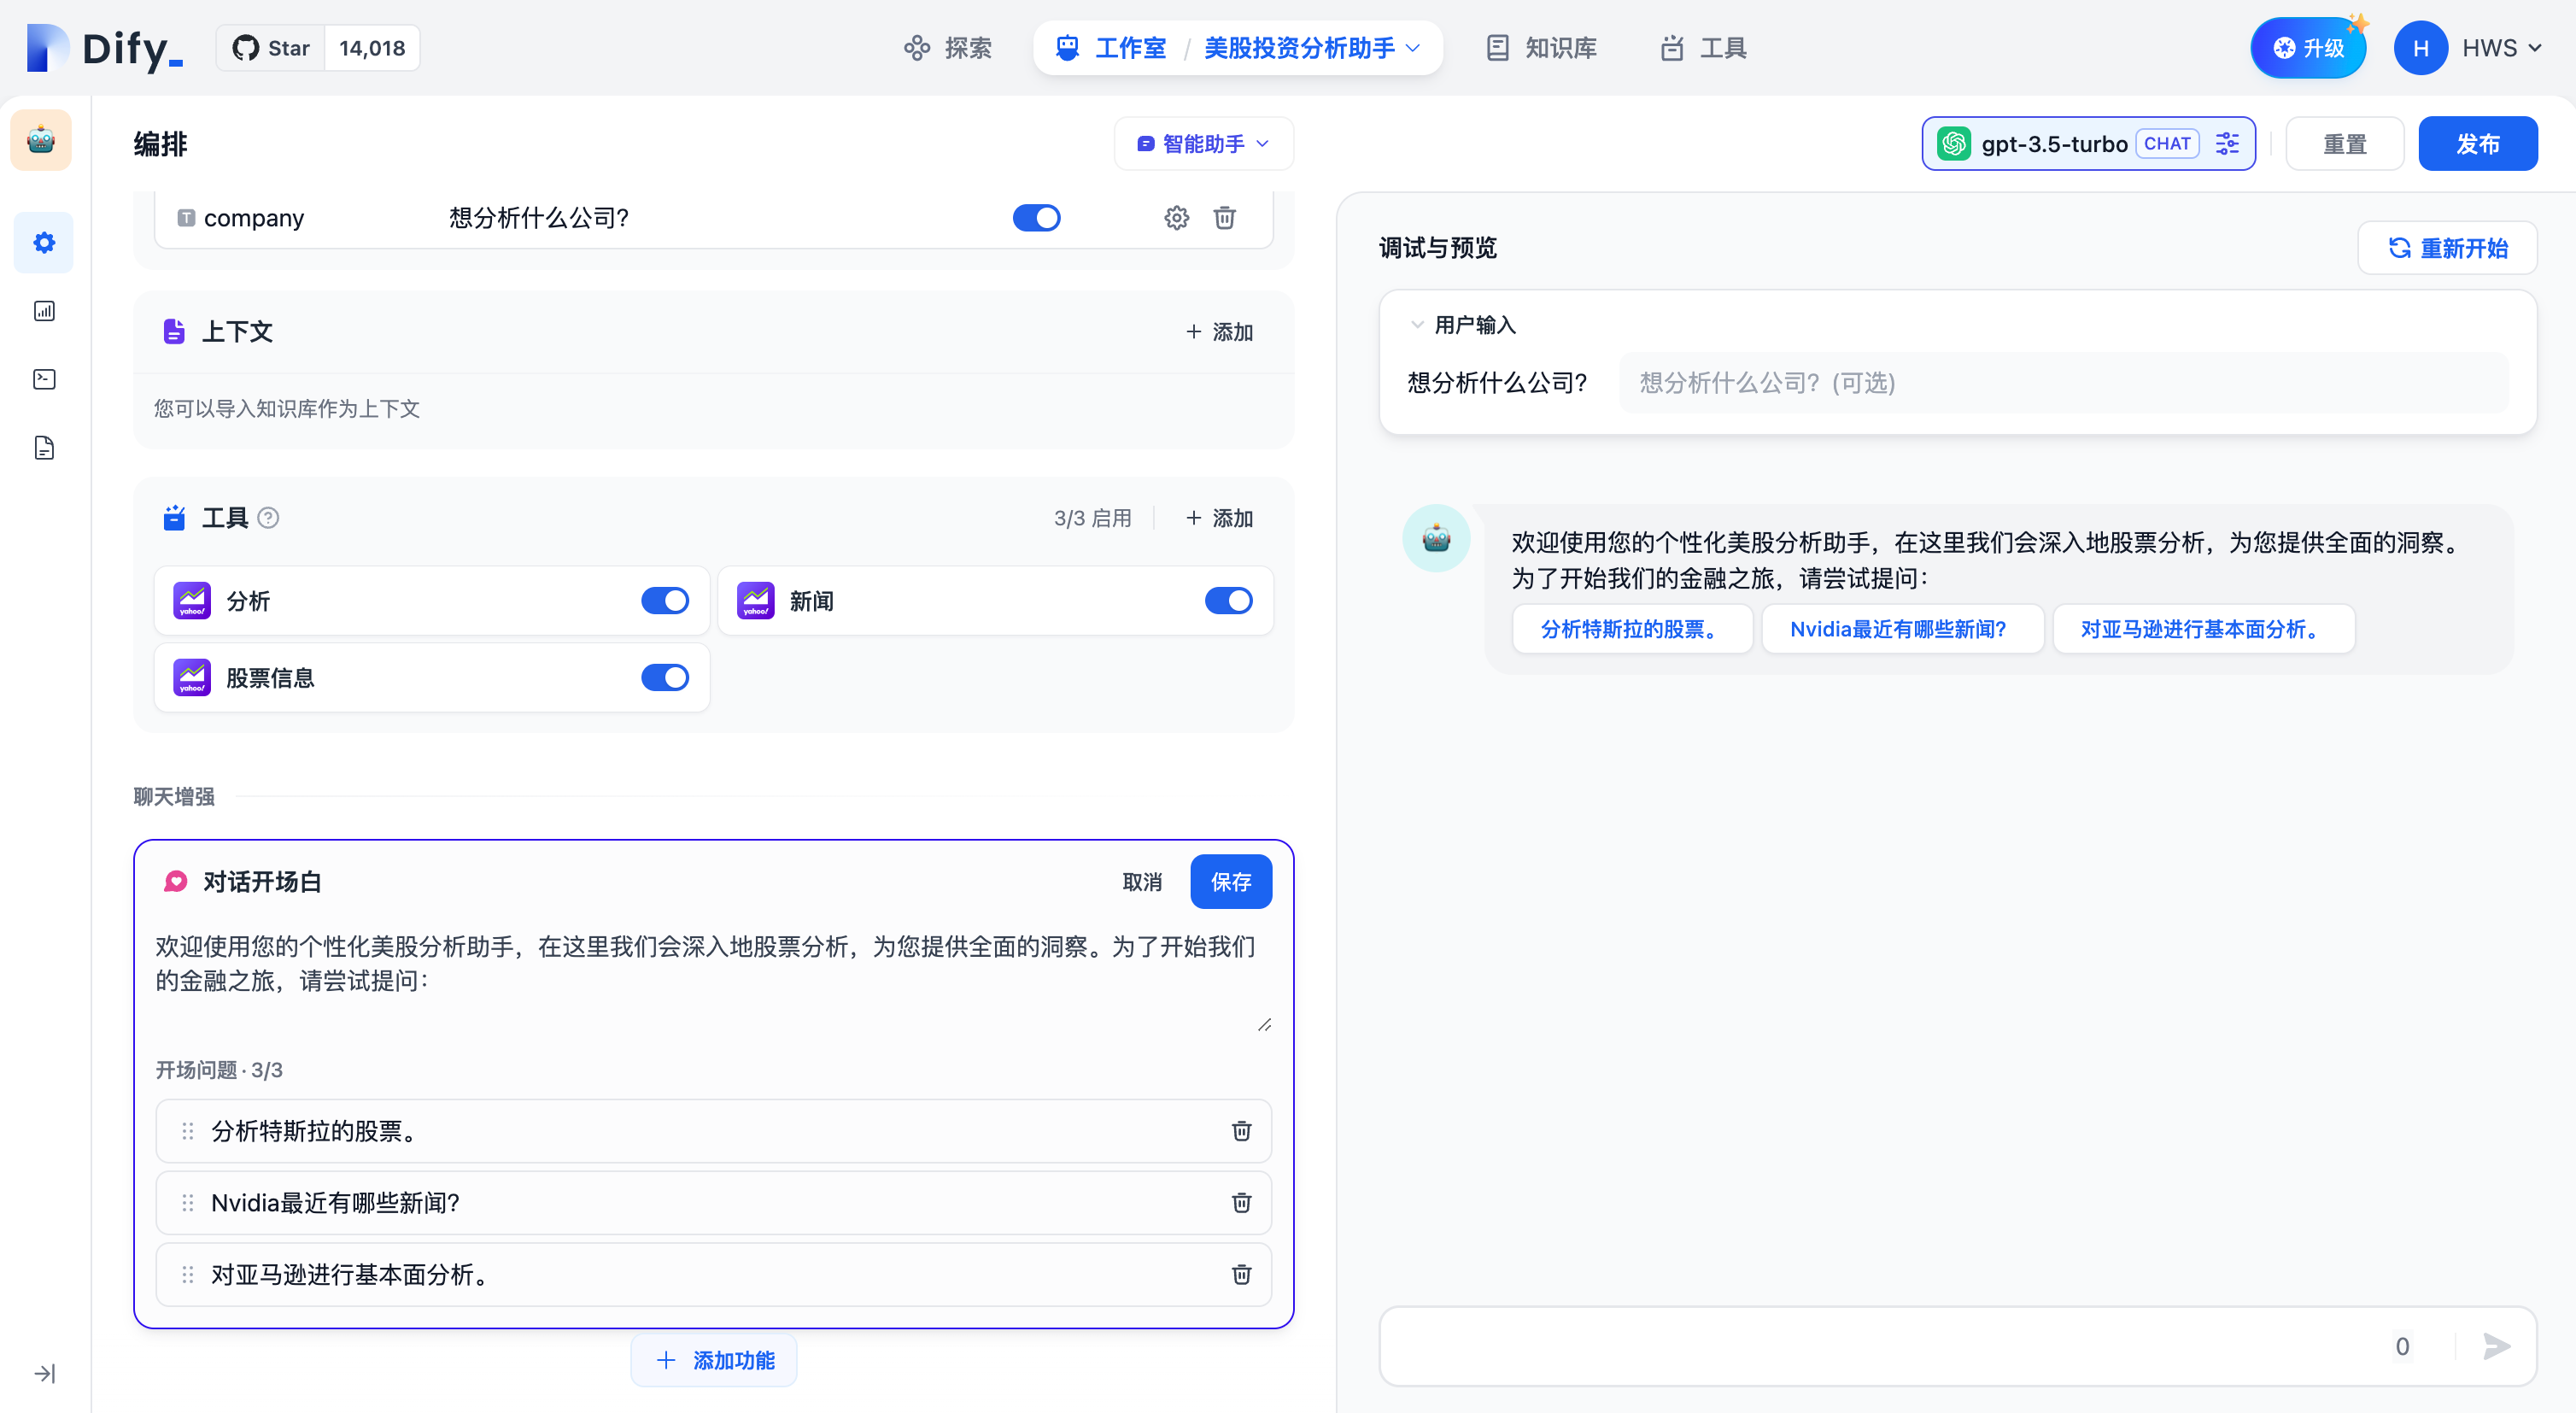 Dify_
Star 14,018
探索
工作室 / 美股投资分析助手
知识库
工具
升级
H HWS
编排
智能助手
gpt-3.5-turbo CHAT
重置
发布
company 想分析什么公司?
上下文
+ 添加
您可以导入知识库作为上下文
工具
3/3 启用
+ 添加
yahoo! 分析
yahoo! 新闻
yahoo! 股票信息
聊天增强
对话开场白
取消
保存
欢迎使用您的个性化美股分析助手，在这里我们会深入地股票分析，为您提供全面的洞察。为了开始我们
的金融之旅，请尝试提问：
开场问题 · 3/3
分析特斯拉的股票。
Nvidia最近有哪些新闻?
对亚马逊进行基本面分析。
+ 添加功能
调试与预览
重新开始
用户输入
想分析什么公司? 想分析什么公司? (可选)
欢迎使用您的个性化美股分析助手，在这里我们会深入地股票分析，为您提供全面的洞察。
为了开始我们的金融之旅，请尝试提问：
分析特斯拉的股票。
Nvidia最近有哪些新闻?
对亚马逊进行基本面分析。
0